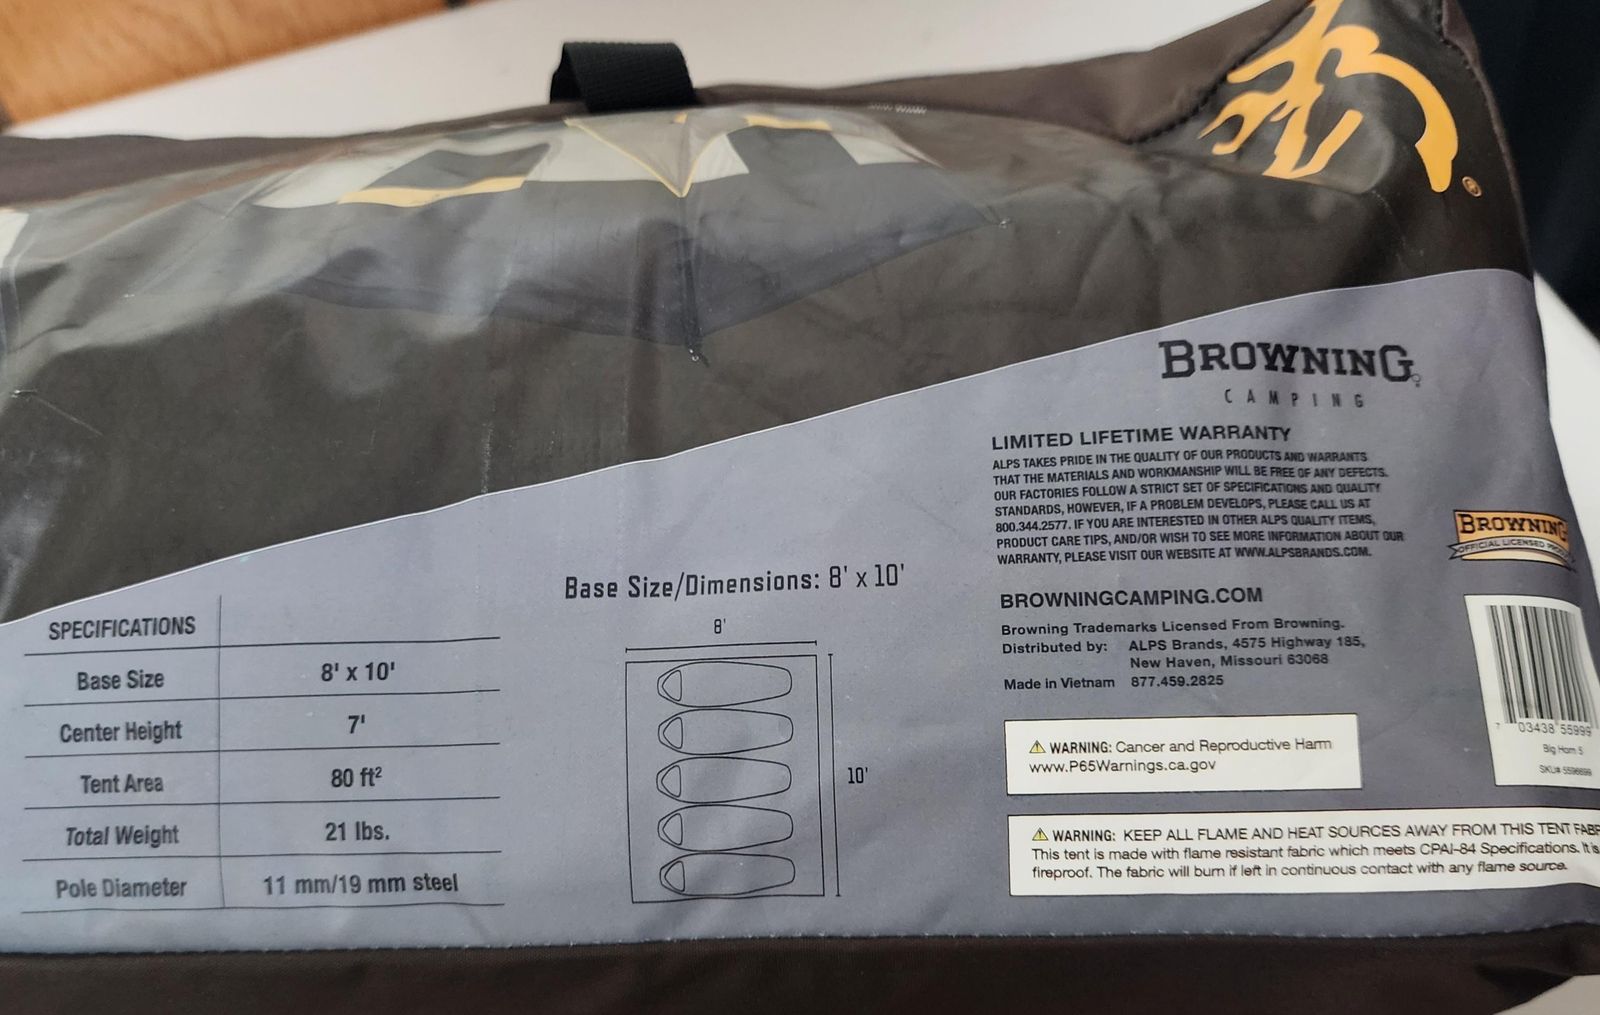 BROWNING
CAMPING
LIMITED LIFETIME WARRANTY
ALPS TAKES PRIDE IN THE QUALITY OF OUR PRODUCTS AND WARRANTS
THAT THE MATERIALS AND WORKMANSHIP WILL BE FREE OF ANY DEFECTS.
OUR FACTORIES FOLLOW A STRICT SET OF SPECIFICATIONS AND QUALITY
STANDARDS, HOWEVER, IF A PROBLEM DEVELOPS, PLEASE CALL US AT
800.344.2577. IF YOU ARE INTERESTED IN OTHER ALPS QUALITY ITEMS,
PRODUCT CARE TIPS, AND/OR WISH TO SEE MORE INFORMATION ABOUT OUR
WARRANTY, PLEASE VISIT OUR WEBSITE AT WWW.ALPSBRANDS.COM.
BROWNINGCAMPING.COM
Browning Trademarks Licensed From Browning.
Distributed by: ALPS Brands, 4575 Highway 185,
New Haven, Missouri 63068
Made in Vietnam 877.459.2825
WARNING: Cancer and Reproductive Harm
www.P65Warnings.ca.gov
WARNING: KEEP ALL FLAME AND HEAT SOURCES AWAY FROM THIS TENT
This tent is made with flame resistant fabric which meets CPAI-84 Specifications. It is
fireproof. The fabric will burn if left in continuous contact with any flame source.
BROWNING
OFFICIAL LICENSED
7 03438 55999
Big Horn 5
SKU#
Base Size/Dimensions: 8' x 10'
8'
10'
SPECIFICATIONS
Base Size 8' x 10'
Center Height 7'
Tent Area 80 ft²
Total Weight 21 lbs.
Pole Diameter 11 mm/19 mm steel